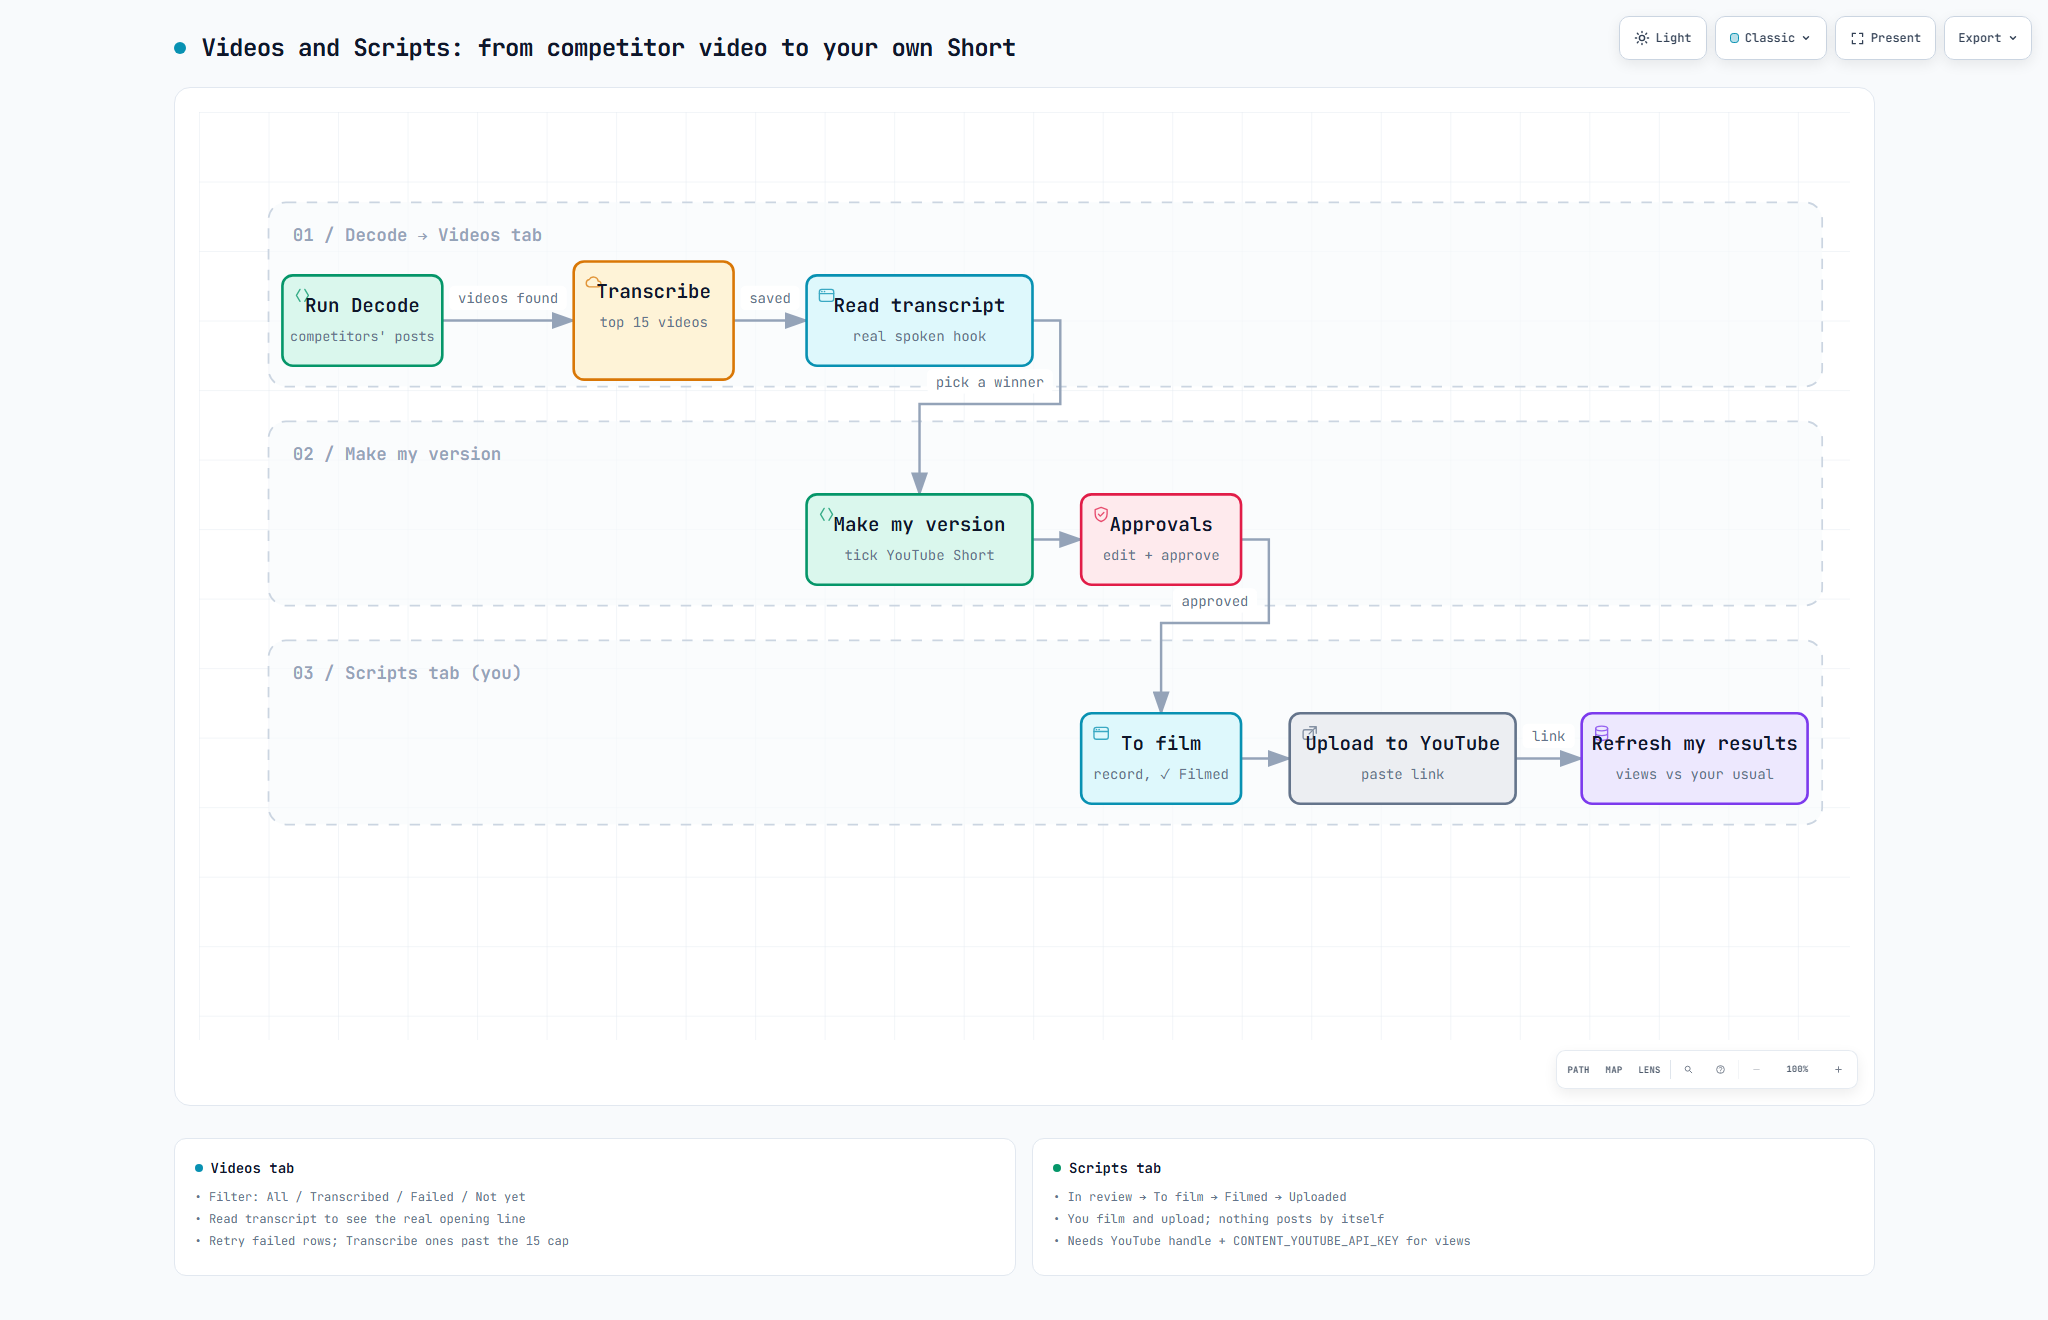 Videos and Scripts: from competitor video to your own Short
Light
Classic
Present
Export
01 / Decode → Videos tab
Run Decode
competitors' posts
videos found
Transcribe
top 15 videos
saved
Read transcript
real spoken hook
pick a winner
02 / Make my version
Make my version
tick YouTube Short
Approvals
edit + approve
approved
03 / Scripts tab (you)
To film
record, ✓ Filmed
Upload to YouTube
paste link
link
Refresh my results
views vs your usual
PATH
MAP
LENS
100%
Videos tab
• Filter: All / Transcribed / Failed / Not yet
• Read transcript to see the real opening line
• Retry failed rows; Transcribe ones past the 15 cap
Scripts tab
• In review → To film → Filmed → Uploaded
• You film and upload; nothing posts by itself
• Needs YouTube handle + CONTENT_YOUTUBE_API_KEY for views